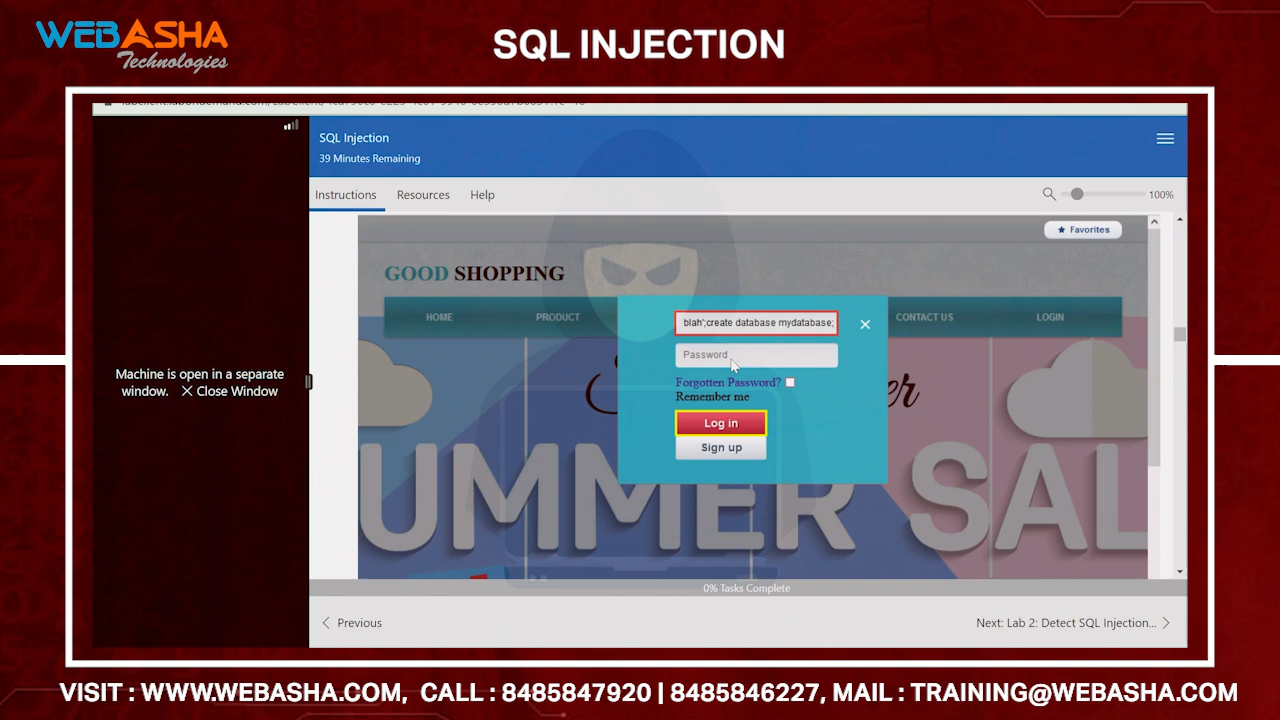 WEBASHA
Technologies
SQL INJECTION
SQL Injection
39 Minutes Remaining
Instructions Resources Help
100%
Favorites
GOOD SHOPPING
HOME PRODUCT CONTACT US LOGIN
blah';create database mydatabase;
Password
Forgotten Password?
Remember me
Log in
Sign up
UMMER SAL
Machine is open in a separate
window. Close Window
0% Tasks Complete
Previous
Next: Lab 2: Detect SQL Injection...
VISIT : WWW.WEBASHA.COM, CALL : 8485847920 | 8485846227, MAIL : TRAINING@WEBASHA.COM